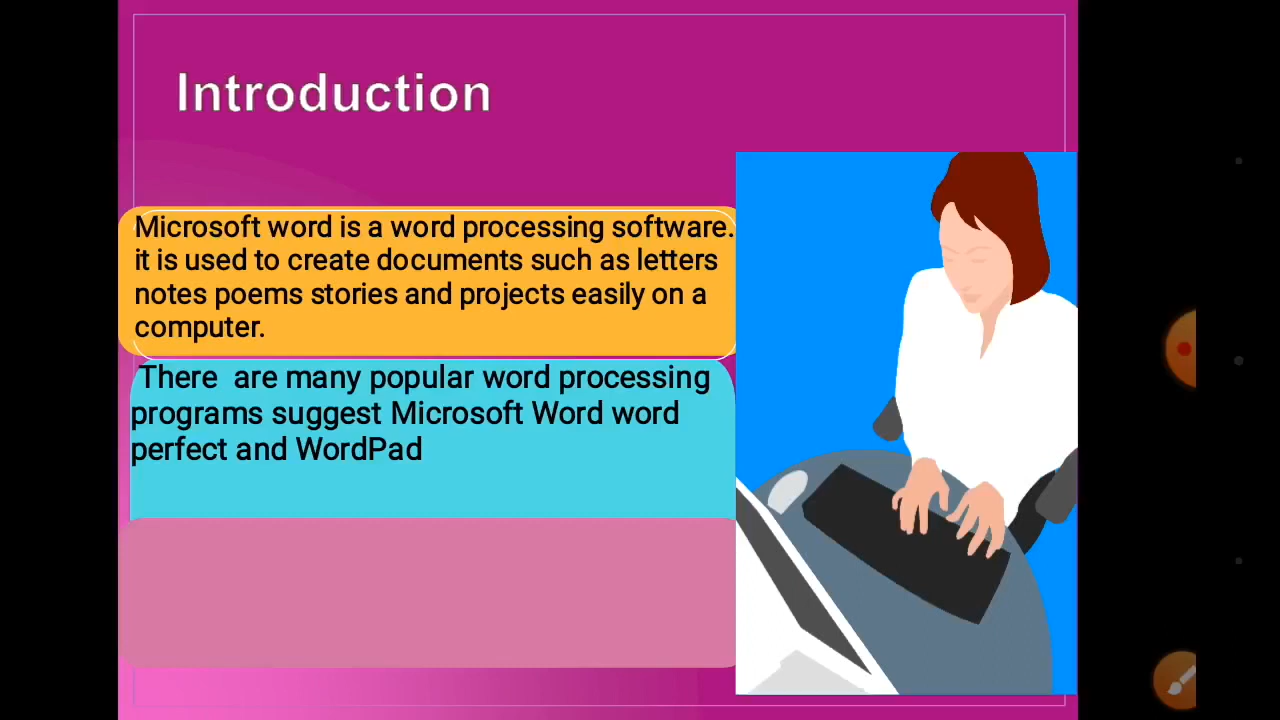 Introduction
Microsoft word is a word processing software.
it is used to create documents such as letters
notes poems stories and projects easily on a
computer.
There are many popular word processing
programs suggest Microsoft Word word
perfect and WordPad